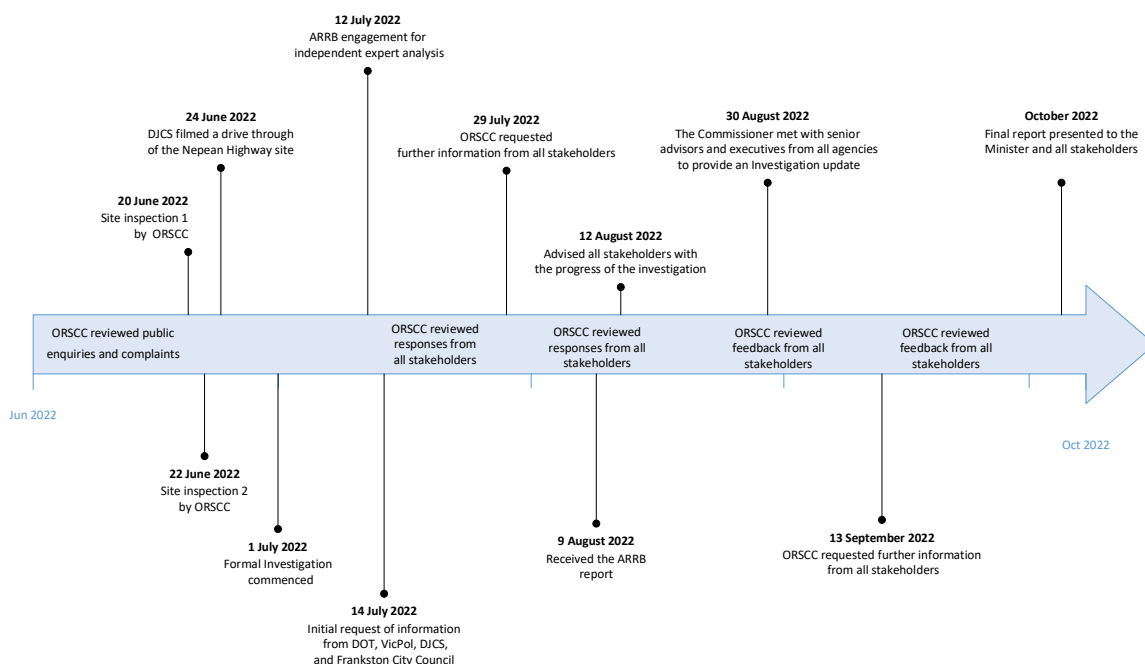 12 July 2022
ARRB engagement for
independent expert analysis
24 June 2022
DJCS filmed a drive through
of the Nepean Highway site
29 July 2022
ORSCC requested
further information from all stakeholders
30 August 2022
The Commissioner met with senior
advisors and executives from all agencies
to provide an Investigation update
October 2022
Final report presented to the
Minister and all stakeholders
20 June 2022
Site inspection 1
by ORSCC
12 August 2022
Advised all stakeholders with
the progress of the investigation
ORSCC reviewed public
enquiries and complaints
ORSCC reviewed
responses from
all stakeholders
ORSCC reviewed
responses from all
stakeholders
ORSCC reviewed
feedback from all
stakeholders
ORSCC reviewed
feedback from all
stakeholders
Jun 2022
Oct 2022
22 June 2022
Site inspection 2
by ORSCC
1 July 2022
Formal Investigation
commenced
9 August 2022
Received the ARRB
report
13 September 2022
ORSCC requested further information
from all stakeholders
14 July 2022
Initial request of information
from DOT, VicPol, DJCS,
and Frankston City Council